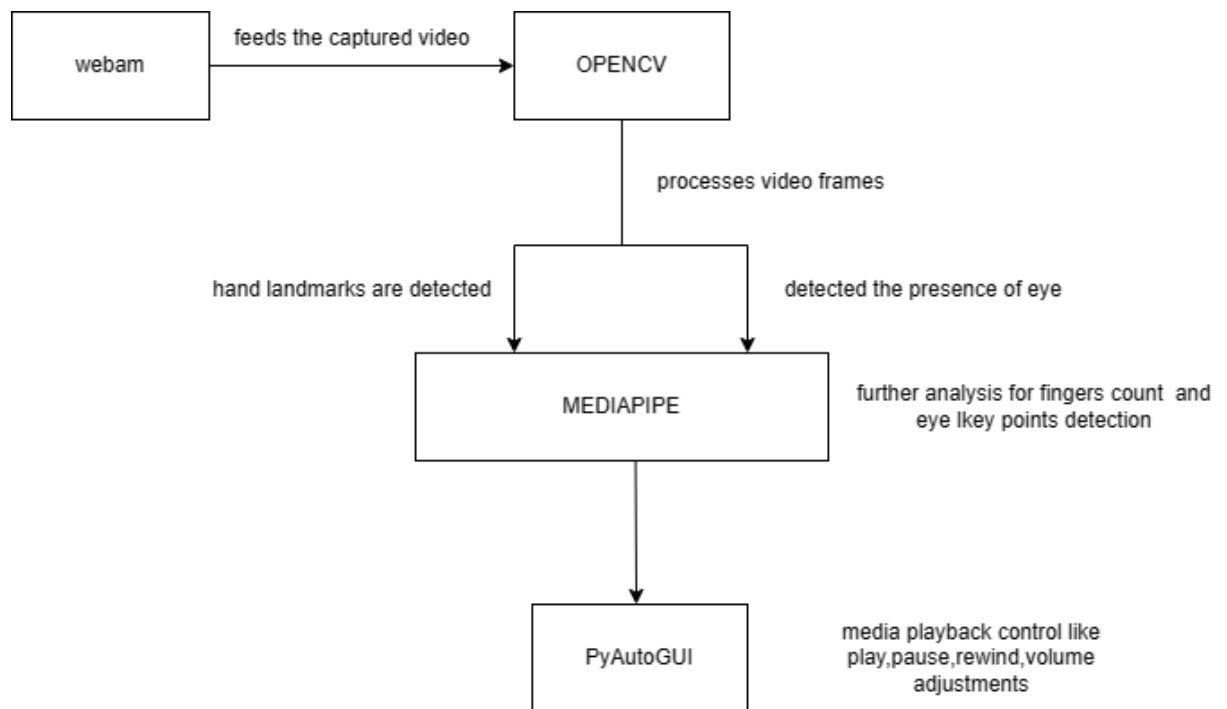 feeds the captured video
webam
OPENCV
processes video frames
hand landmarks are detected
detected the presence of eye
MEDIAPIPE
further analysis for fingers count and
eye lkey points detection
PyAutoGUI
media playback control like
play,pause,rewind,volume
adjustments